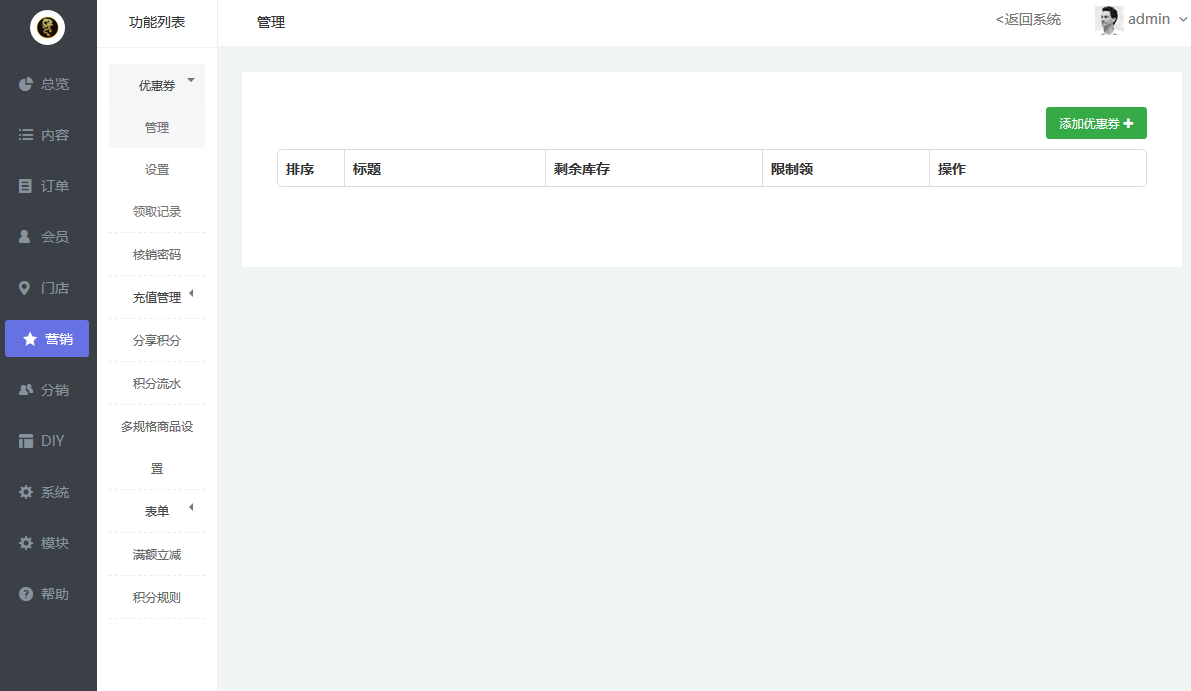 功能列表
管理
<返回系统
admin
总览
内容
订单
会员
门店
营销
分销
DIY
系统
模块
帮助
优惠券
管理
设置
领取记录
核销密码
充值管理
分享积分
积分流水
多规格商品设
置
表单
满额立减
积分规则
添加优惠券
排序 标题 剩余库存 限制领 操作